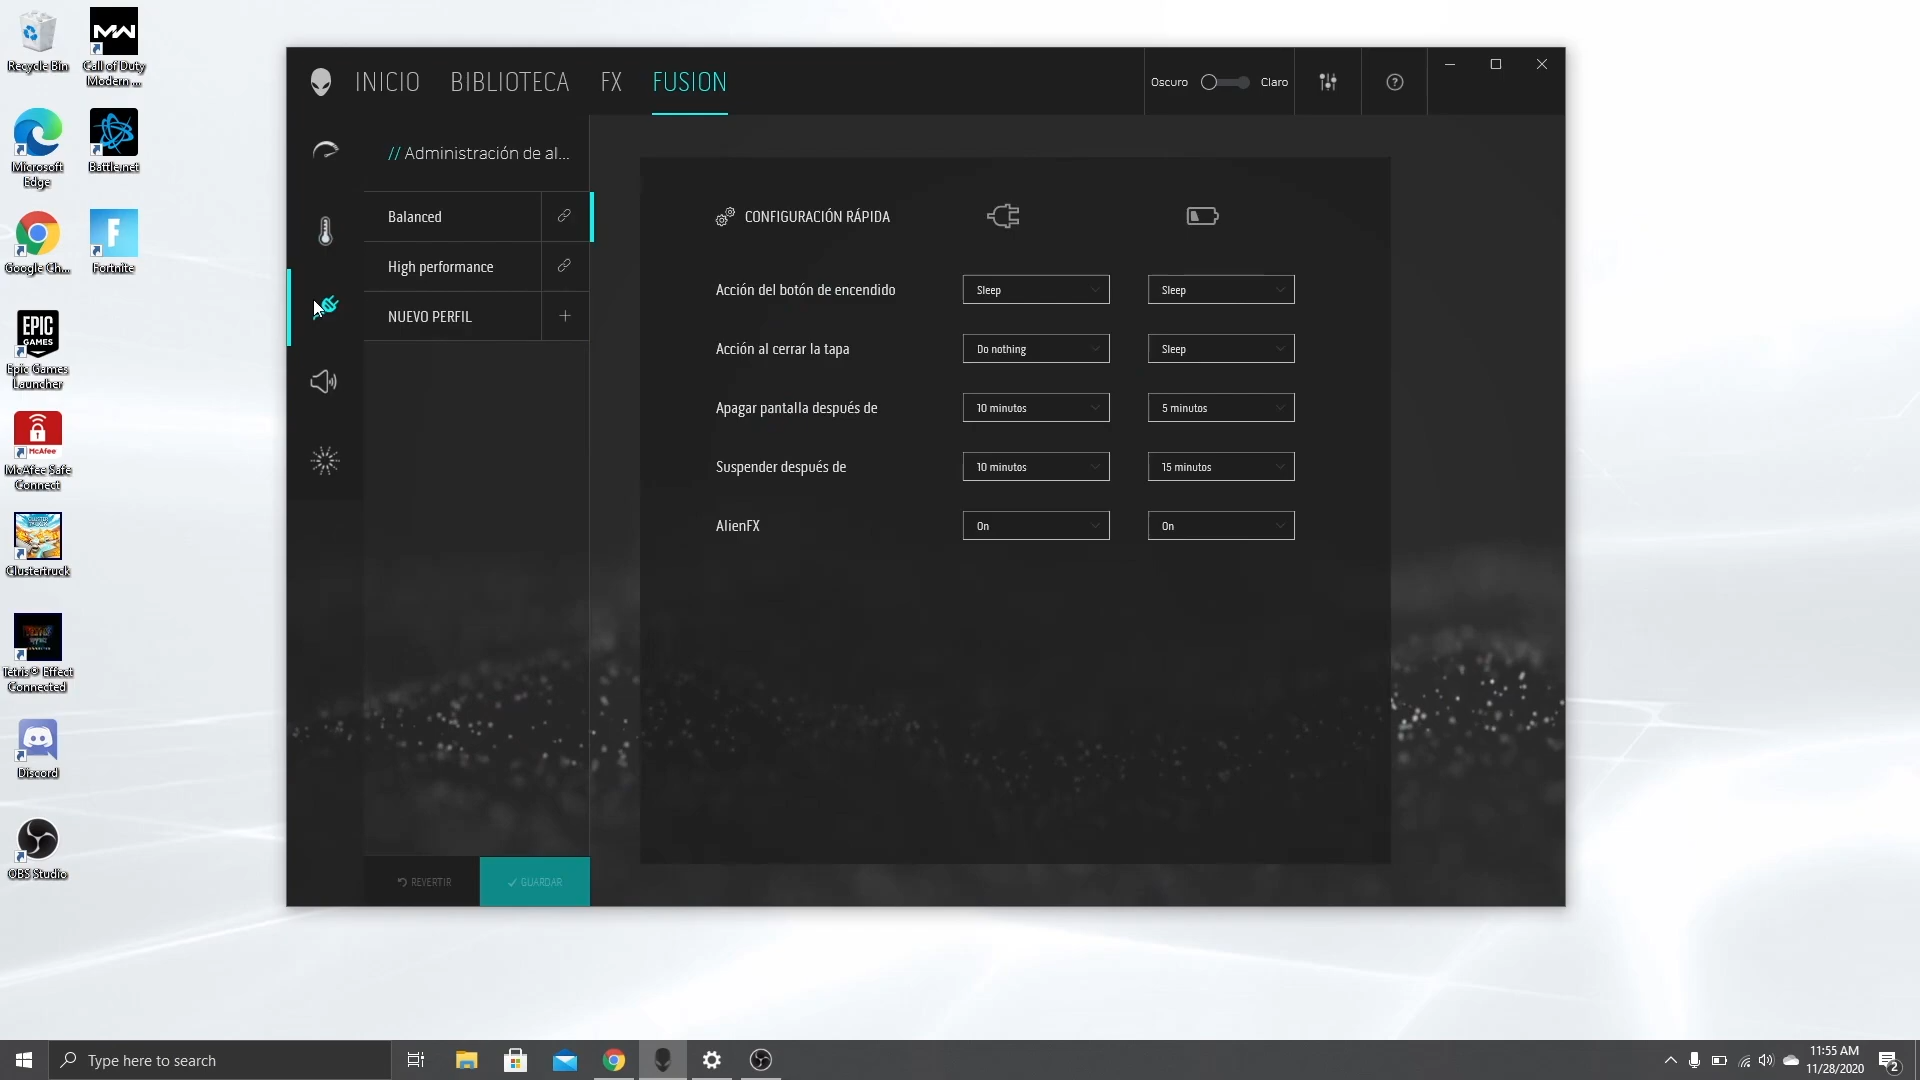 Recycle Bin
Call of Duty
Modern ...
Microsoft
Edge
Battle.net
Google Ch...
Fortnite
EPIC
GAMES
Epic Games
Launcher
McAfee
McAfee Safe
Connect
Clustertruck
Tetris® Effect
Connected
Discord
OBS Studio
INICIO
BIBLIOTECA
FX
FUSION
Oscuro
Claro
// Administración de al...
Balanced
High performance
NUEVO PERFIL
CONFIGURACIÓN RÁPIDA
Acción del botón de encendido
Sleep
Sleep
Acción al cerrar la tapa
Do nothing
Sleep
Apagar pantalla después de
10 minutos
5 minutos
Suspender después de
10 minutos
15 minutos
AlienFX
On
On
REVERTIR
GUARDAR
Type here to search
11:55 AM
11/28/2020
2